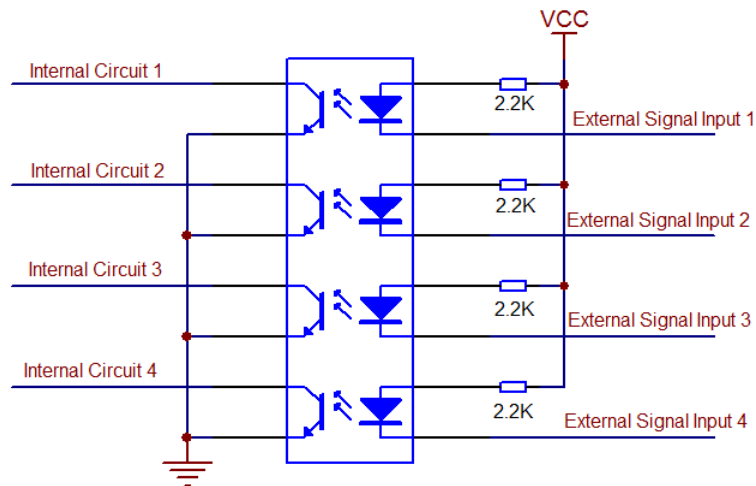 VCC
Internal Circuit 1
2.2K
External Signal Input 1
Internal Circuit 2
2.2K
External Signal Input 2
Internal Circuit 3
2.2K
External Signal Input 3
Internal Circuit 4
2.2K
External Signal Input 4